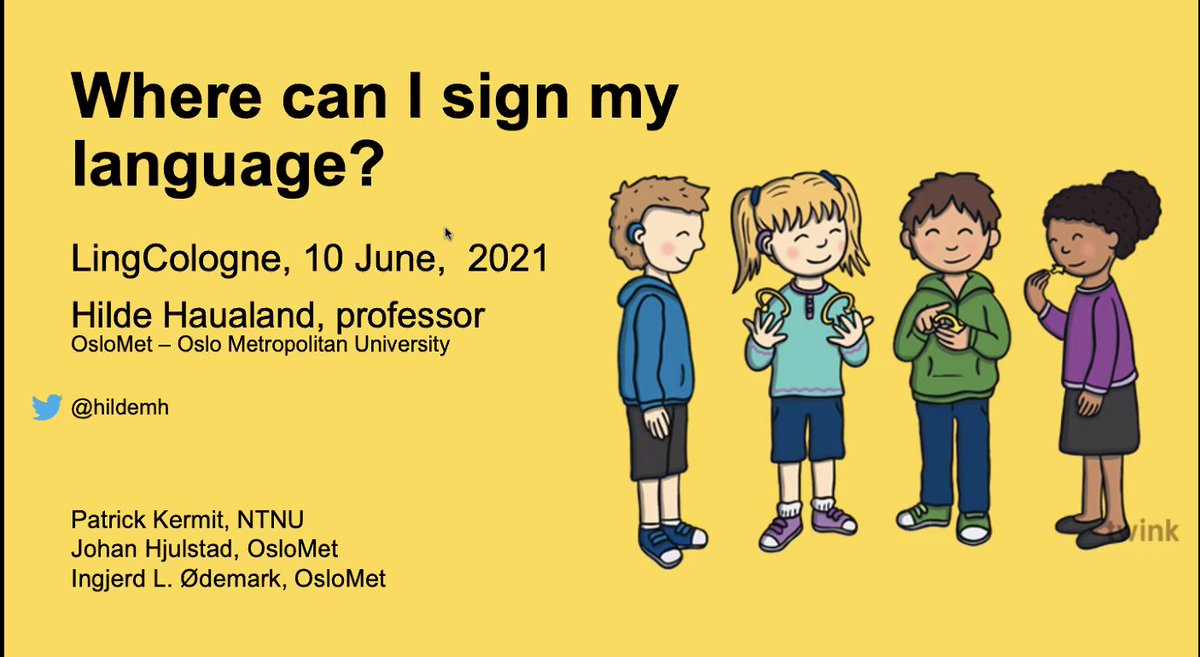 Where can I sign my
language?
LingCologne, 10 June, 2021
Hilde Haualand, professor
OsloMet – Oslo Metropolitan University
@hildemh
Patrick Kermit, NTNU
Johan Hjulstad, OsloMet
Ingjerd L. Ødemark, OsloMet